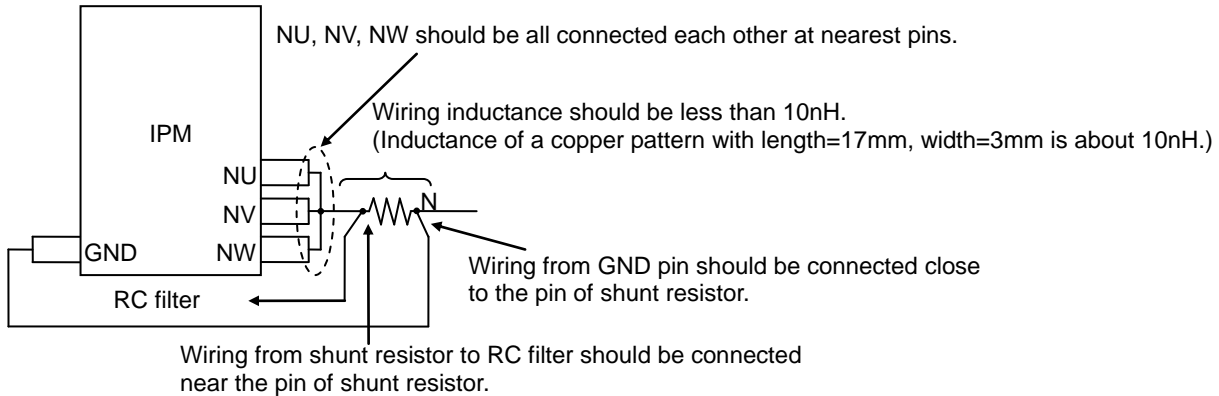 NU, NV, NW should be all connected each other at nearest pins.
Wiring inductance should be less than 10nH.
(Inductance of a copper pattern with length=17mm, width=3mm is about 10nH.)
IPM
NU
NV
NW
N
GND
RC filter
Wiring from GND pin should be connected close
to the pin of shunt resistor.
Wiring from shunt resistor to RC filter should be connected
near the pin of shunt resistor.